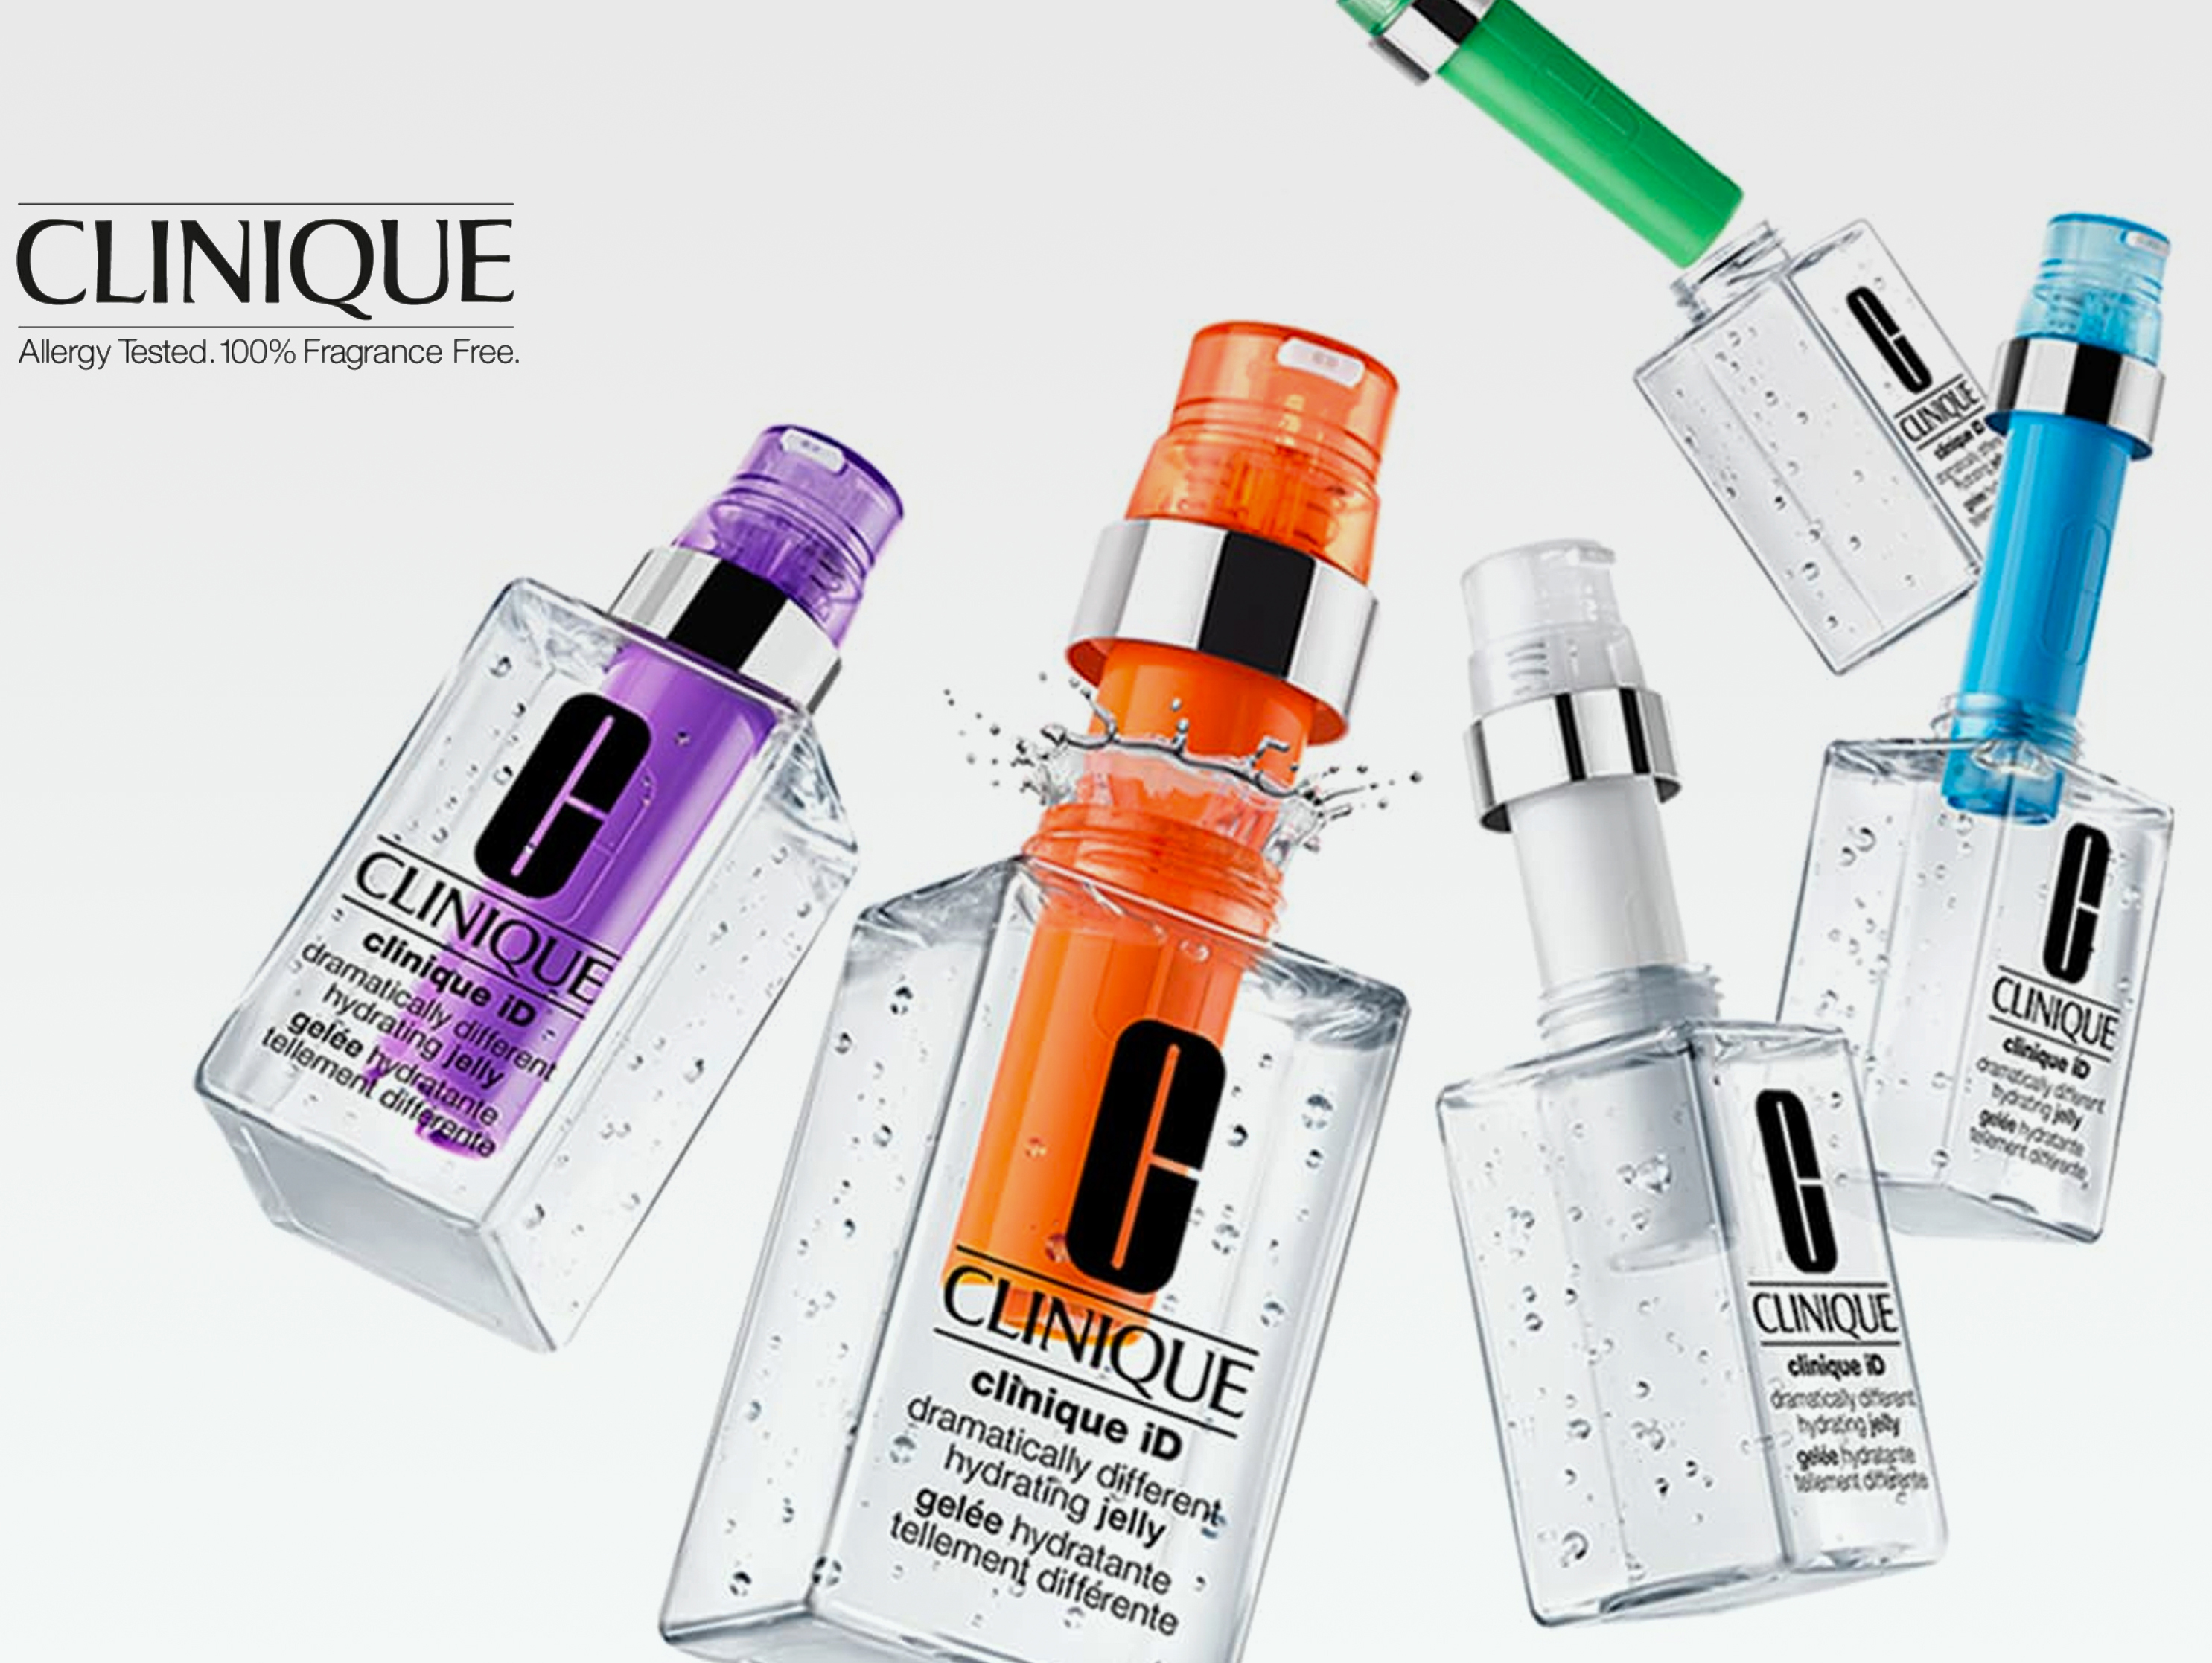 CLINIQUE
Allergy Tested. 100% Fragrance Free.
CLINIQUE
clinique iD
dramatically different
hydrating jelly
gelée hydratante
tellement différente
CLINIQUE
clinique iD
dramatically different
hydrating jelly
gelée hydratante
tellement différente
CLINIQUE
clinique iD
dramatically different
hydrating jelly
gelée hydratante
tellement différente
CLINIQUE
clinique iD
CLINIQUE
clinique iD
dramatically different
hydrating jelly
gelée hydratante
tellement différente